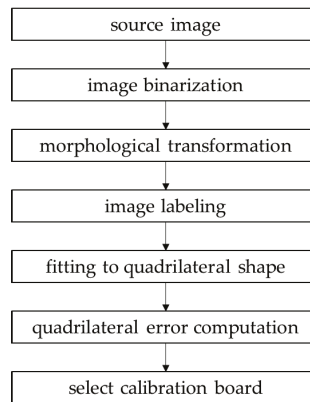 source image
image binarization
morphological transformation
image labeling
fitting to quadrilateral shape
quadrilateral error computation
select calibration board